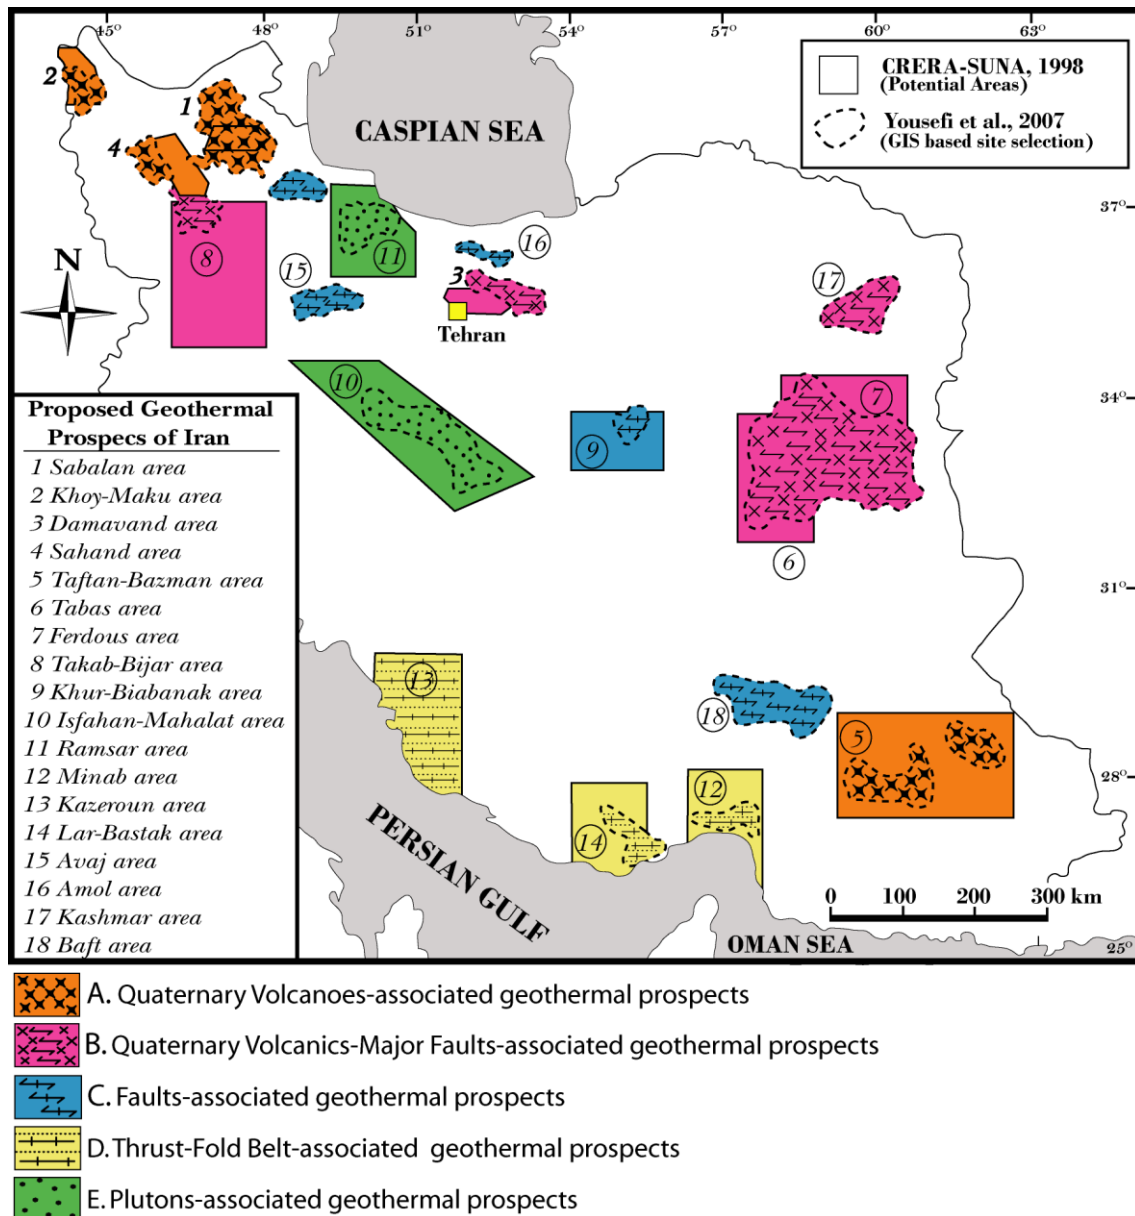 45°
48°
51°
54°
57°
60°
63°
CRERA-SUNA, 1998
(Potential Areas)
Yousefi et al., 2007
(GIS based site selection)
2
1
4
CASPIAN SEA
37°
8
11
16
15
3
17
N
Tehran
10
9
7
34°
6
31°
Proposed Geothermal
Prospecs of Iran
1 Sabalan area
2 Khoy-Maku area
3 Damavand area
4 Sahand area
5 Taftan-Bazman area
6 Tabas area
7 Ferdous area
8 Takab-Bijar area
9 Khur-Biabanak area
10 Isfahan-Mahalat area
11 Ramsar area
12 Minab area
13 Kazeroun area
14 Lar-Bastak area
15 Avaj area
16 Amol area
17 Kashmar area
18 Baft area
13
18
5
28°
12
14
PERSIAN GULF
0 100 200 300 km
OMAN SEA
25°
A. Quaternary Volcanoes-associated geothermal prospects
B. Quaternary Volcanics-Major Faults-associated geothermal prospects
C. Faults-associated geothermal prospects
D. Thrust-Fold Belt-associated geothermal prospects
E. Plutons-associated geothermal prospects